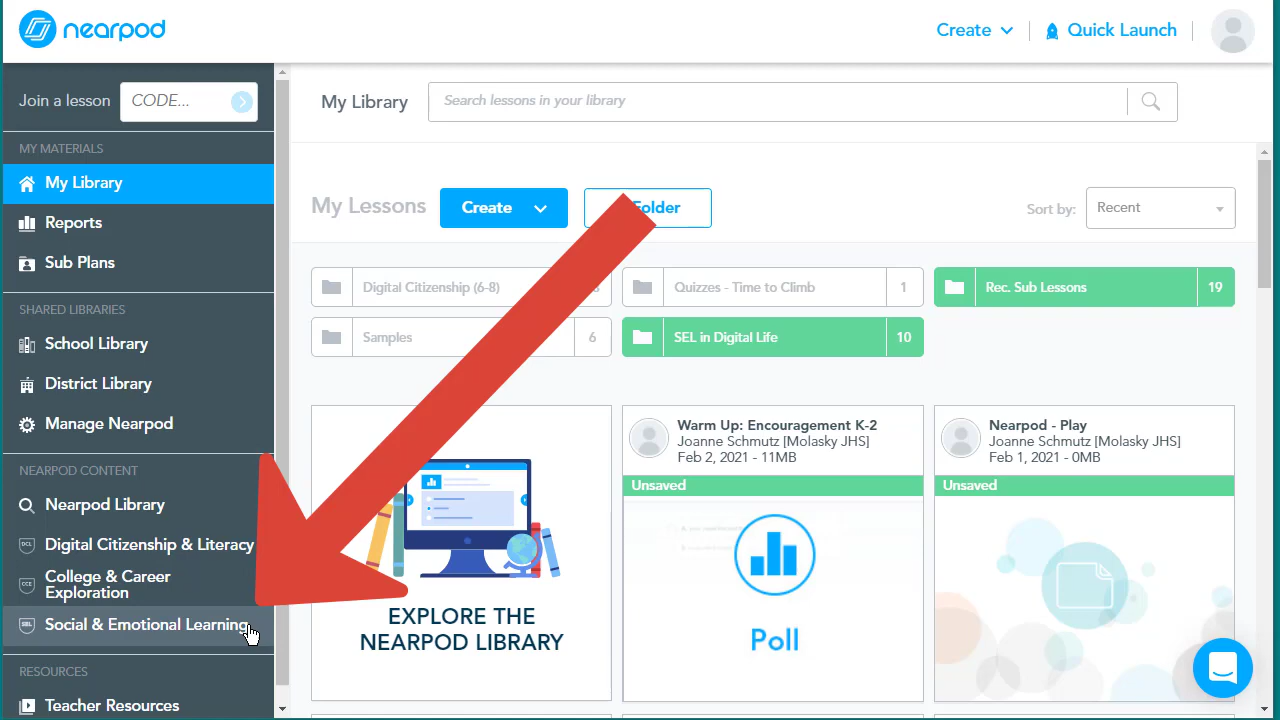 nearpod
Create
Quick Launch
Join a lesson
CODE...
MY MATERIALS
My Library
Reports
Sub Plans
SHARED LIBRARIES
School Library
District Library
Manage Nearpod
NEARPOD CONTENT
Nearpod Library
DCL
Digital Citizenship & Literacy
CCE
College & Career
Exploration
SEL
Social & Emotional Learning
RESOURCES
Teacher Resources
My Library
Search lessons in your library
My Lessons
Create
Folder
Sort by:
Recent
Digital Citizenship (6-8)
Quizzes - Time to Climb
1
Rec. Sub Lessons
19
Samples
6
SEL in Digital Life
10
EXPLORE THE
NEARPOD LIBRARY
Warm Up: Encouragement K-2
Joanne Schmutz [Molasky JHS]
Feb 2, 2021 - 11MB
Unsaved
Poll
Nearpod - Play
Joanne Schmutz [Molasky JHS]
Feb 1, 2021 - 0MB
Unsaved